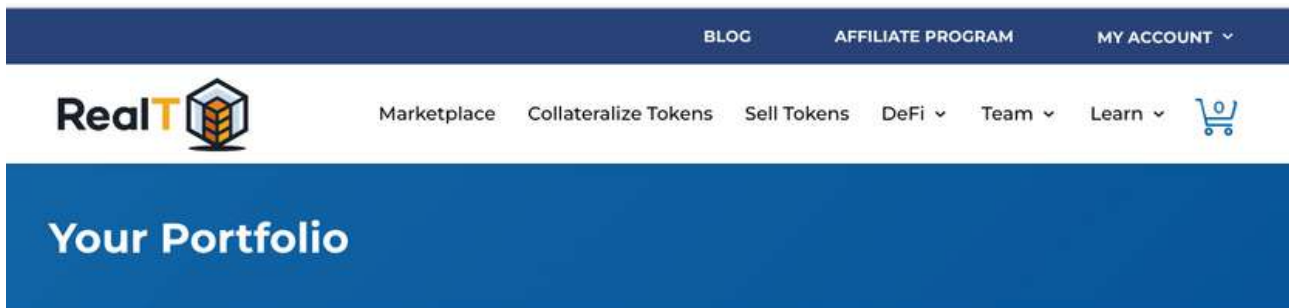 BLOG AFFILIATE PROGRAM MY ACCOUNT
RealT Marketplace Collateralize Tokens Sell Tokens DeFi Team Learn 0
Your Portfolio